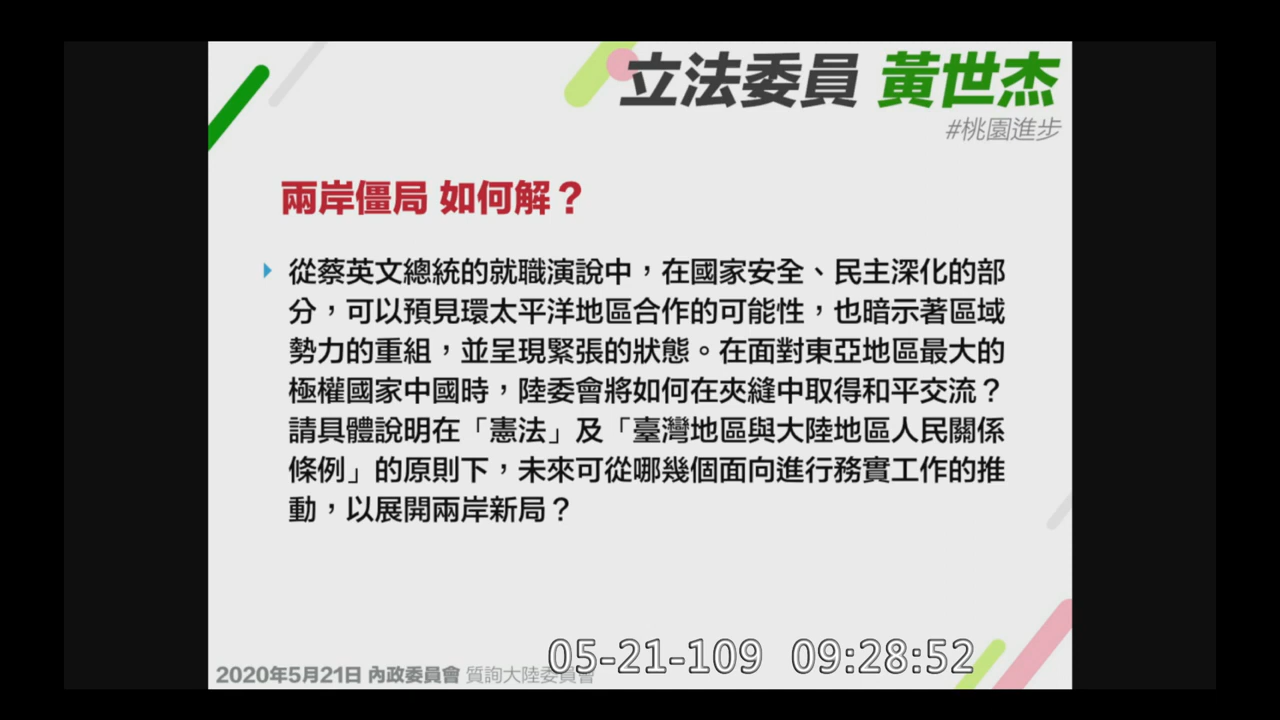 立法委員 黃世杰
#桃園進步
兩岸僵局 如何解？
從蔡英文總統的就職演說中，在國家安全、民主深化的部
分，可以預見環太平洋地區合作的可能性，也暗示著區域
勢力的重組，並呈現緊張的狀態。在面對東亞地區最大的
極權國家中國時，陸委會將如何在夾縫中取得和平交流？
請具體說明在「憲法」及「臺灣地區與大陸地區人民關係
條例」的原則下，未來可從哪幾個面向進行務實工作的推
動，以展開兩岸新局？
05-21-109 09:28:52
2020年5月21日 內政委員會 質詢大陸委員會